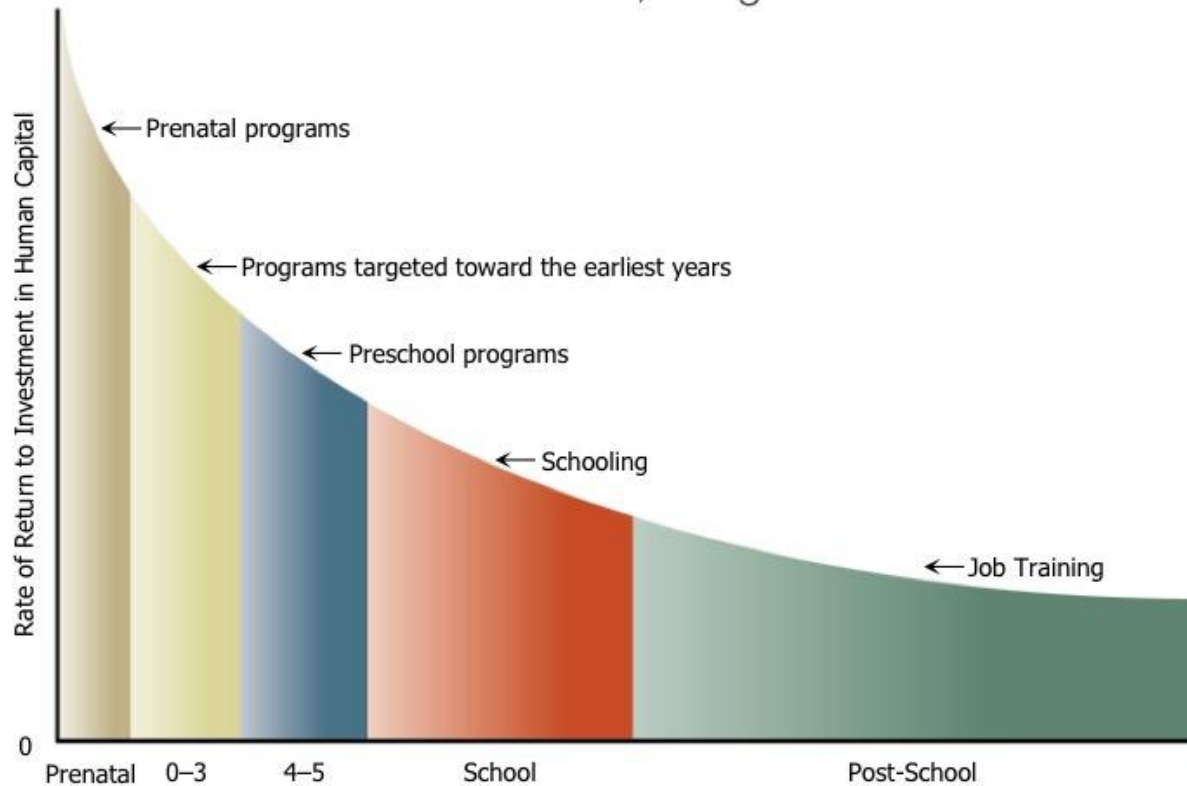 Rate of Return to Investment in Human Capital
Prenatal programs
Programs targeted toward the earliest years
Preschool programs
Schooling
Job Training
0
Prenatal
0–3
4–5
School
Post-School